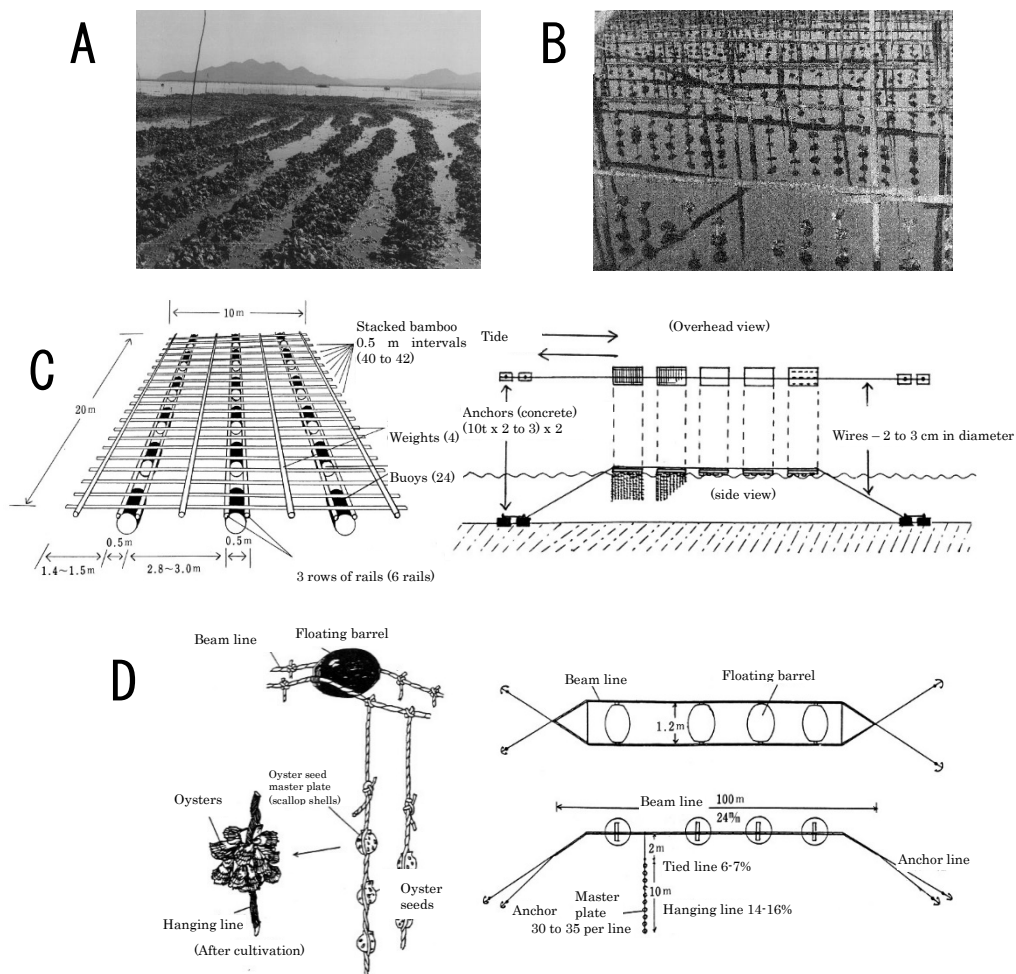 A
B
C
10m
20m
Stacked bamboo
0.5 m intervals
(40 to 42)
Weights (4)
Buoys (24)
0.5m
0.5m
1.4~1.5m
2.8~3.0m
3 rows of rails (6 rails)
Tide
(Overhead view)
Anchors (concrete)
(10t x 2 to 3) x 2
Wires – 2 to 3 cm in diameter
(side view)
D
Beam line
Floating barrel
Oyster seed
master plate
(scallop shells)
Oysters
Oyster
seeds
Hanging line
(After cultivation)
Beam line
Floating barrel
1.2m
Beam line 100m
24㎜
2m
Tied line 6-7%
10m
Anchor line
Anchor
Master
plate
30 to 35 per line
Hanging line 14-16%